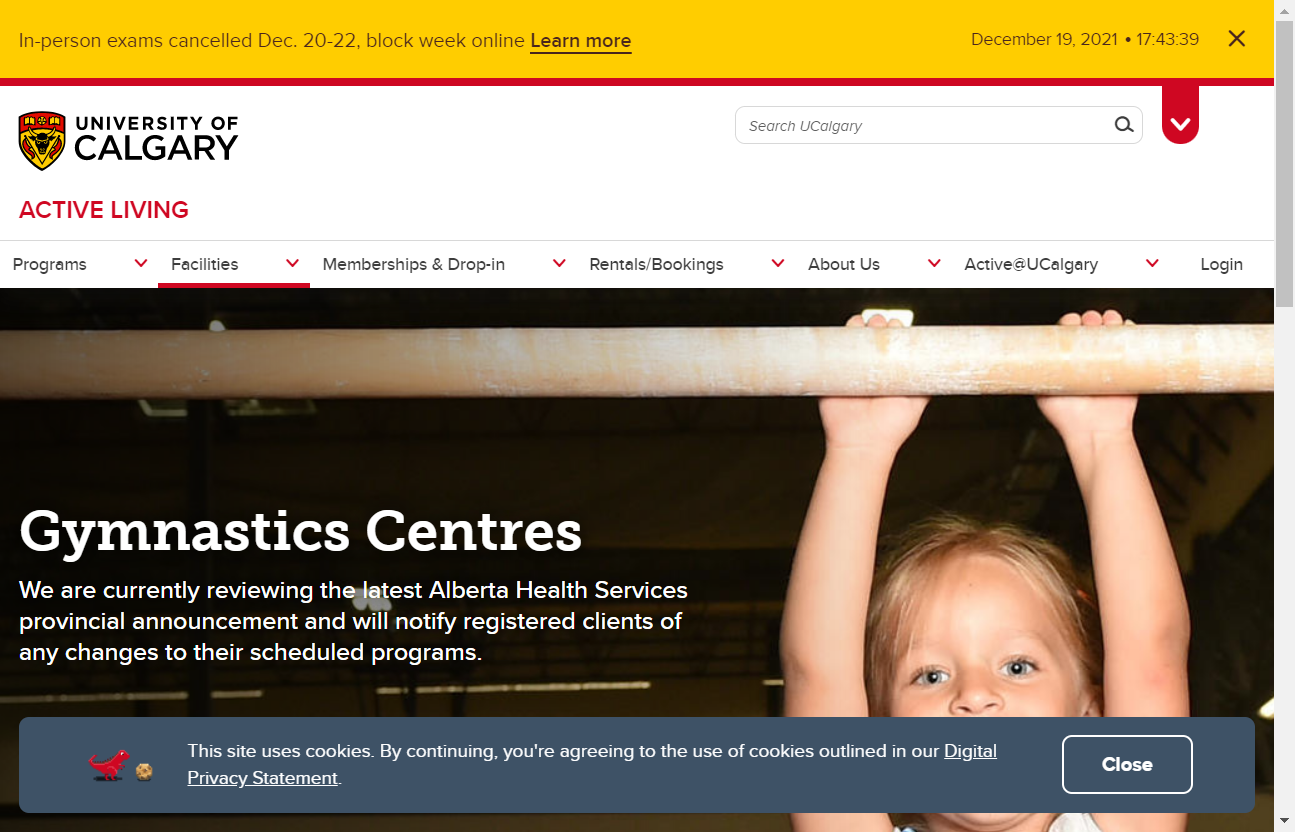 In-person exams cancelled Dec. 20-22, block week online Learn more
December 19, 2021 • 17:43:39
UNIVERSITY OF
CALGARY
Search UCalgary
ACTIVE LIVING
Programs
Facilities
Memberships & Drop-in
Rentals/Bookings
About Us
Active@UCalgary
Login
Gymnastics Centres
We are currently reviewing the latest Alberta Health Services
provincial announcement and will notify registered clients of
any changes to their scheduled programs.
This site uses cookies. By continuing, you're agreeing to the use of cookies outlined in our Digital
Privacy Statement.
Close